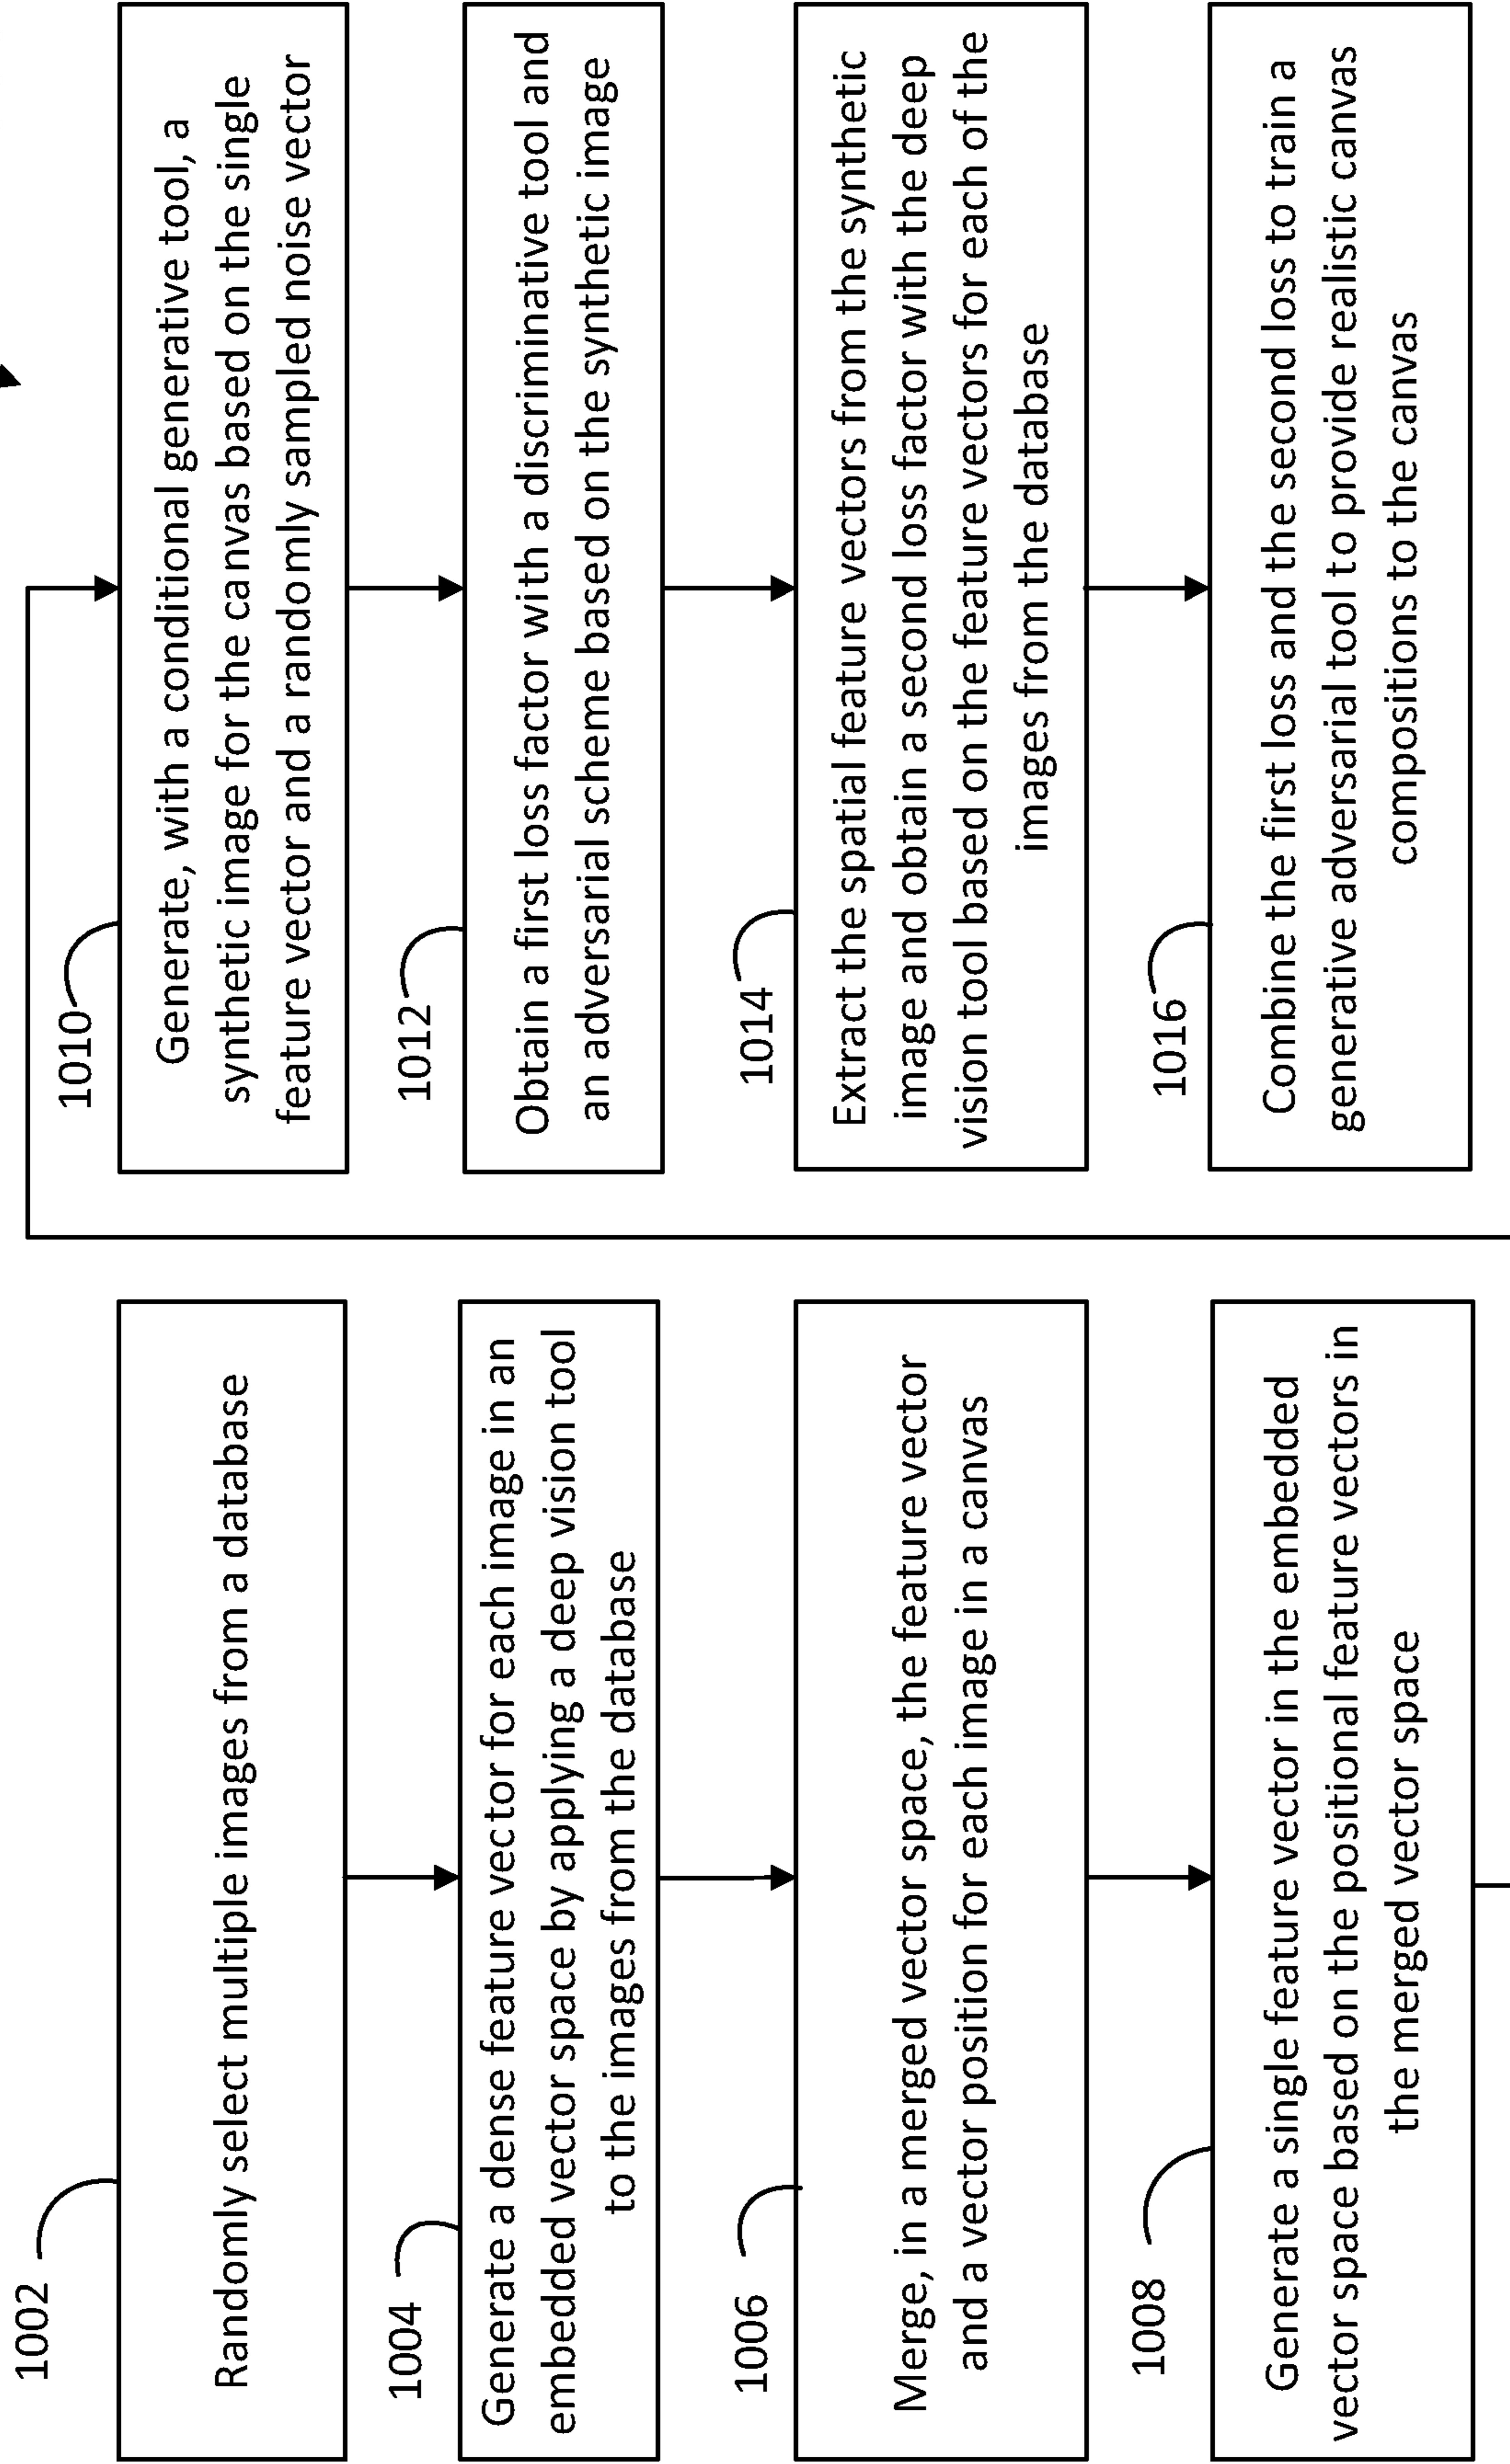 1002
Randomly select multiple images from a database
1004
Generate a dense feature vector for each image in an
embedded vector space by applying a deep vision tool
to the images from the database
1006
Merge, in a merged vector space, the feature vector
and a vector position for each image in a canvas
1008
Generate a single feature vector in the embedded
vector space based on the positional feature vectors in
the merged vector space
1010
Generate, with a conditional generative tool, a
synthetic image for the canvas based on the single
feature vector and a randomly sampled noise vector
1012
Obtain a first loss factor with a discriminative tool and
an adversarial scheme based on the synthetic image
1014
Extract the spatial feature vectors from the synthetic
image and obtain a second loss factor with the deep
vision tool based on the feature vectors for each of the
images from the database
1016
Combine the first loss and the second loss to train a
generative adversarial tool to provide realistic canvas
compositions to the canvas